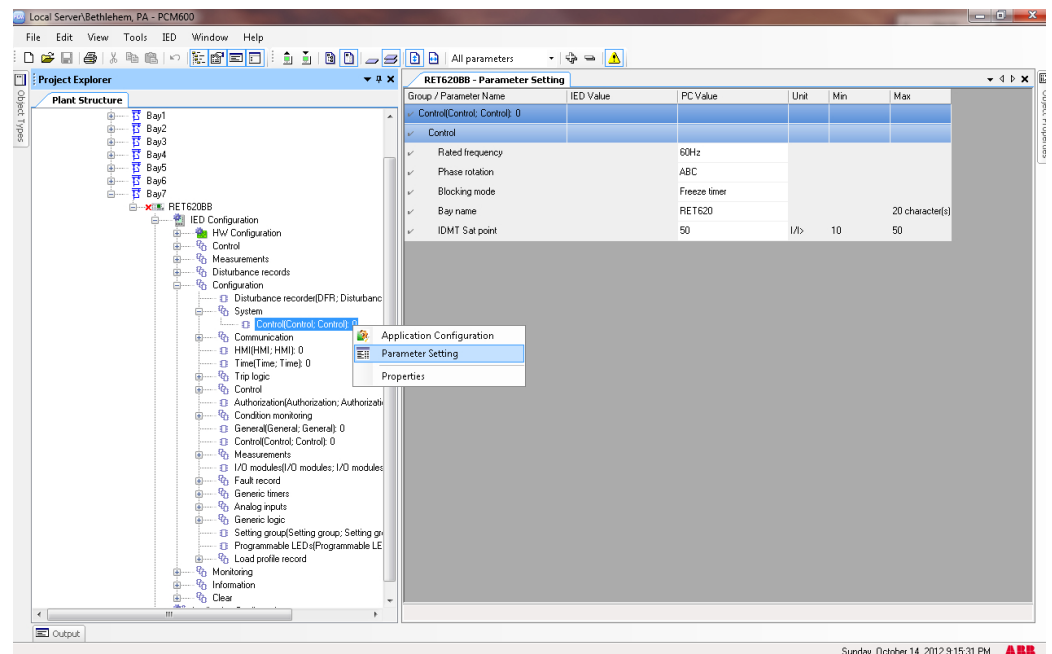 Local Server\Bethlehem, PA - PCM600
File Edit View Tools IED Window Help
All parameters
Project Explorer
Plant Structure
Object Types
Bay1
Bay2
Bay3
Bay4
Bay5
Bay6
Bay7
RET620BB
IED Configuration
HW Configuration
Control
Measurements
Disturbance records
Configuration
Disturbance recorder(DFR; Disturbanc
System
Control(Control; Control): 0
Communication
HMI(HMI; HMI): 0
Time(Time; Time): 0
Trip logic
Control
Authorization(Authorization; Authorizati
Condition monitoring
General(General; General): 0
Control(Control; Control): 0
Measurements
I/O modules(I/O modules; I/O modules
Fault record
Generic timers
Analog inputs
Generic logic
Setting group(Setting group; Setting gr
Programmable LEDs(Programmable LE
Load profile record
Monitoring
Information
Clear
Application Configuration
Parameter Setting
Properties
RET620BB - Parameter Setting
Group / Parameter Name IED Value PC Value Unit Min Max
Control(Control; Control): 0
Control
Rated frequency 60Hz
Phase rotation ABC
Blocking mode Freeze timer
Bay name RET620 20 character(s)
IDMT Sat point 50 I/I> 10 50
Object Properties
Output
Sunday, October 14, 2012 9:15:31 PM ABB